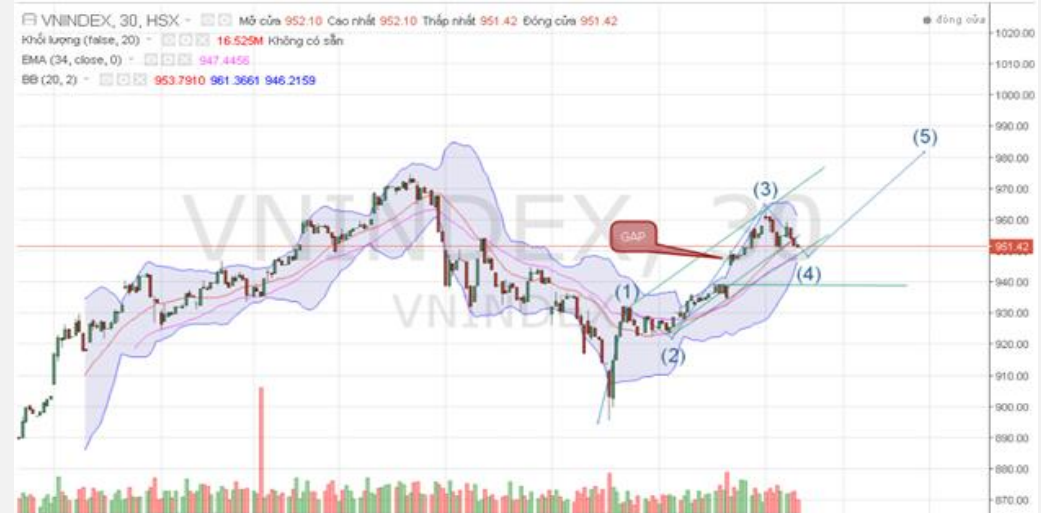 VNINDEX, 30, HSX Mở cửa 952.10 Cao nhất 952.10 Thấp nhất 951.42 Đóng cửa 951.42
đóng cửa
Khối lượng (false, 20) 16.525M Không có sẵn
EMA (34, close, 0) 947.4456
BB (20, 2) 953.7910 961.3661 946.2159
1020.00
1010.00
1000.00
990.00
980.00
970.00
960.00
951.42
940.00
930.00
920.00
910.00
900.00
890.00
880.00
870.00
VNINDEX, 30
VNINDEX
GAP
(1)
(2)
(3)
(4)
(5)